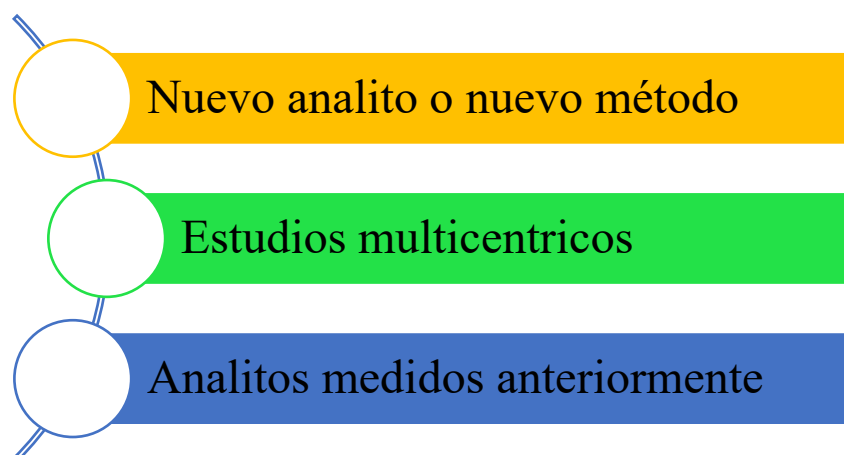 Nuevo analito o nuevo método
Estudios multicentricos
Analitos medidos anteriormente